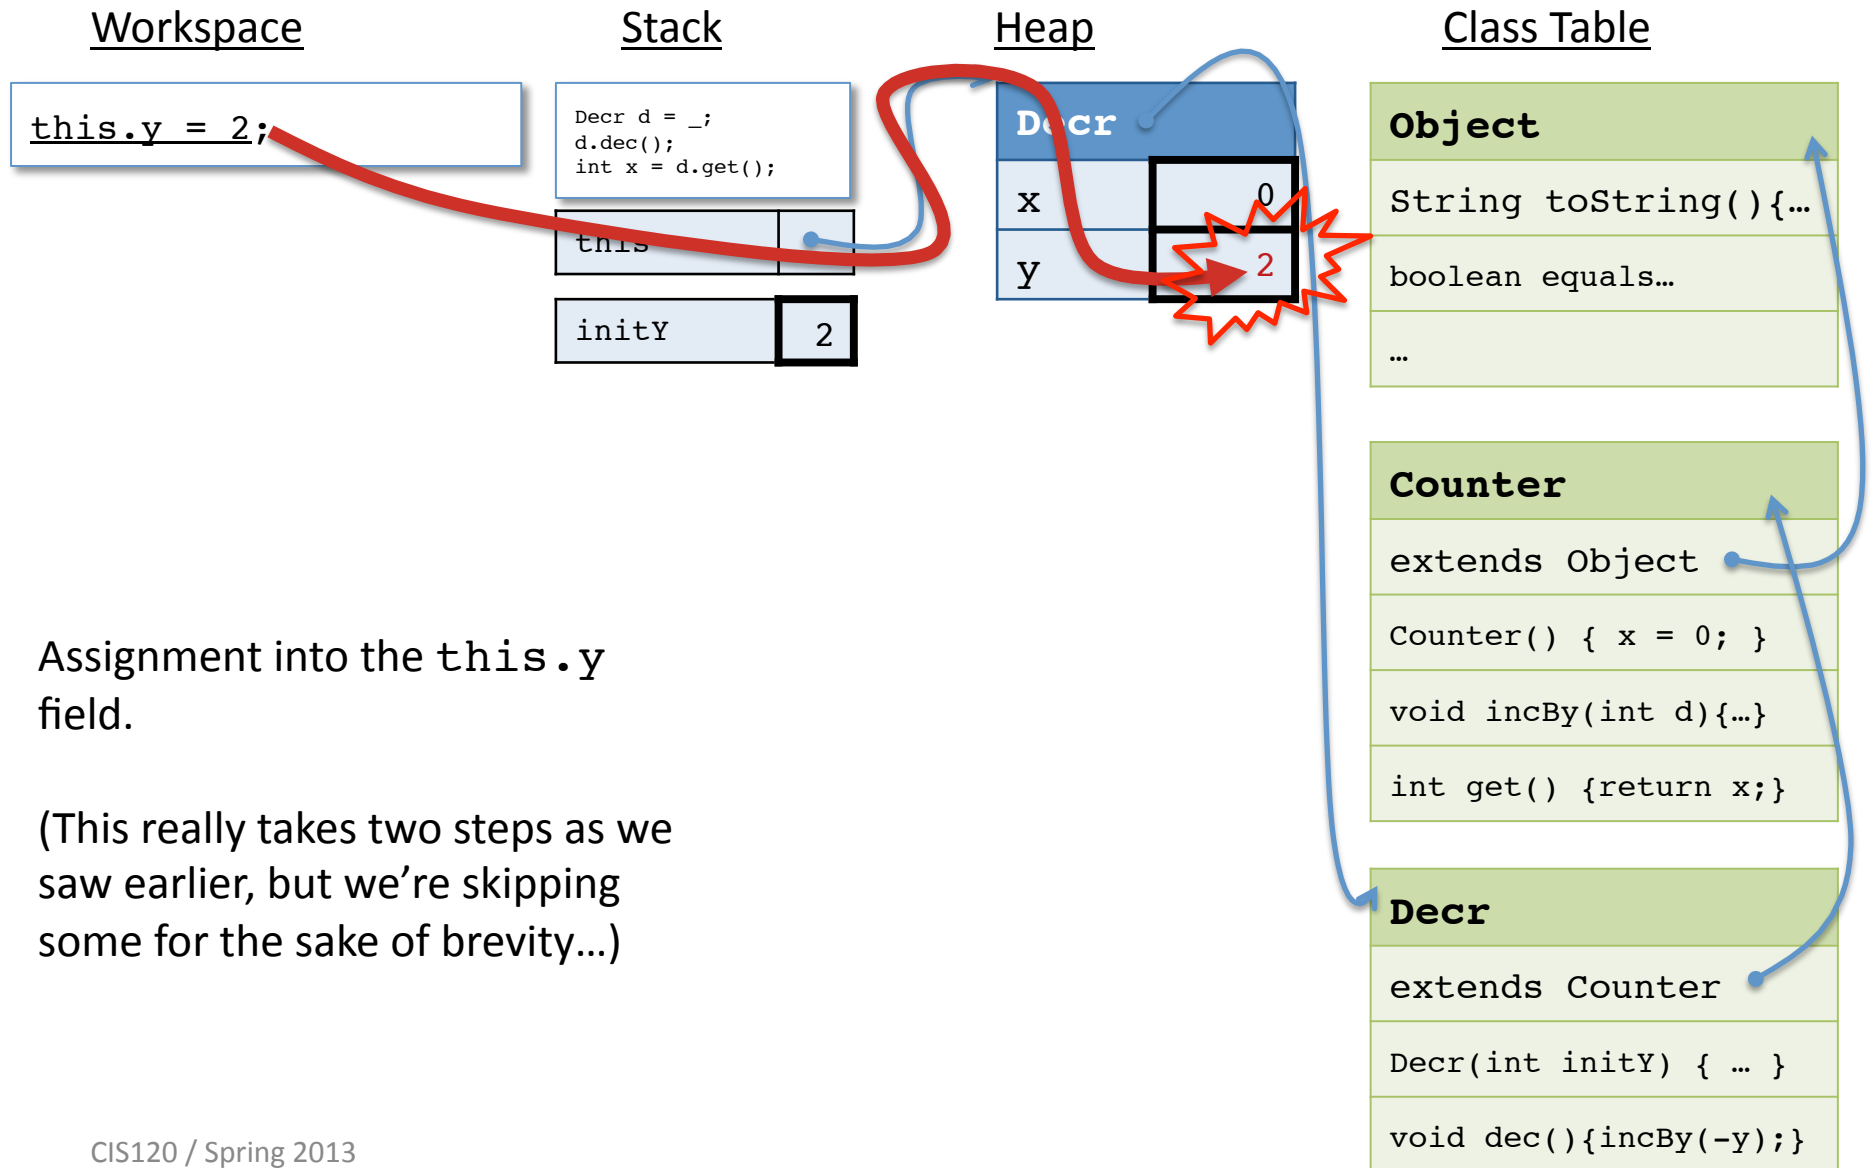 Workspace
Stack
Heap
Class Table
this.y = 2;
Decr d = _;
d.dec();
int x = d.get();
this
initY 2
Decr
x 0
y 2
Object
String toString(){…
boolean equals…
…
Counter
extends Object
Counter() { x = 0; }
void incBy(int d){…}
int get() {return x;}
Decr
extends Counter
Decr(int initY) { … }
void dec(){incBy(-y);}
Assignment into the this.y
field.
(This really takes two steps as we
saw earlier, but we’re skipping
some for the sake of brevity…)
CIS120 / Spring 2013